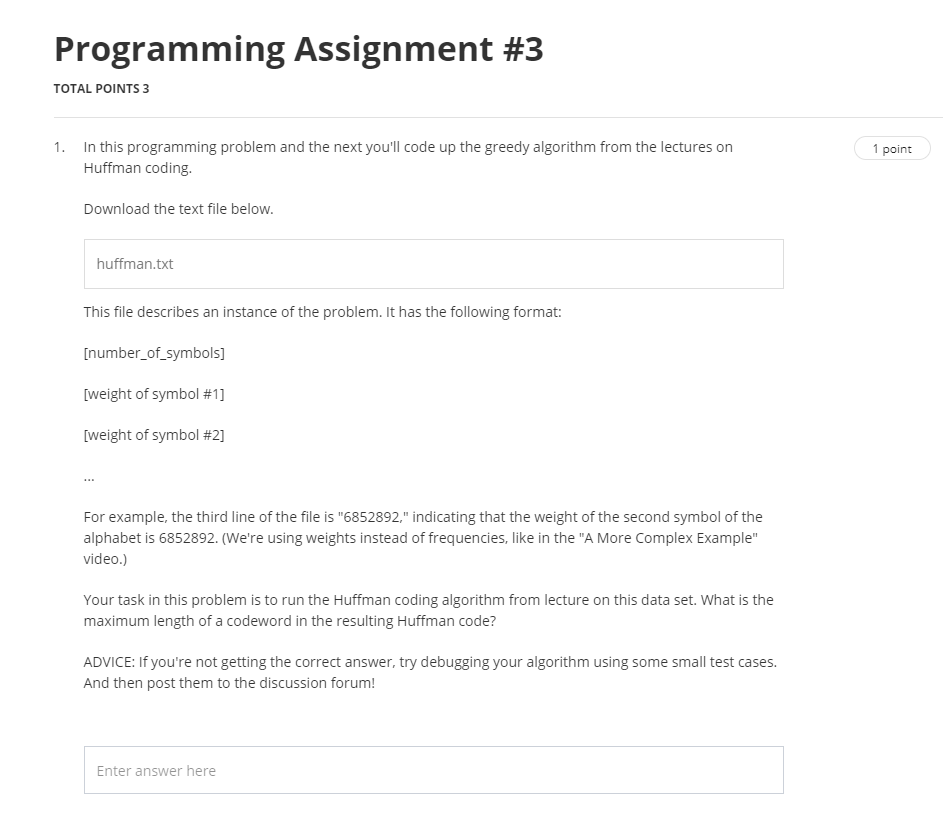 Programming Assignment #3
TOTAL POINTS 3
1. In this programming problem and the next you'll code up the greedy algorithm from the lectures on
Huffman coding.
1 point
Download the text file below.
huffman.txt
This file describes an instance of the problem. It has the following format:
[number_of_symbols]
[weight of symbol #1]
[weight of symbol #2]
...
For example, the third line of the file is "6852892," indicating that the weight of the second symbol of the
alphabet is 6852892. (We're using weights instead of frequencies, like in the "A More Complex Example"
video.)
Your task in this problem is to run the Huffman coding algorithm from lecture on this data set. What is the
maximum length of a codeword in the resulting Huffman code?
ADVICE: If you're not getting the correct answer, try debugging your algorithm using some small test cases.
And then post them to the discussion forum!
Enter answer here